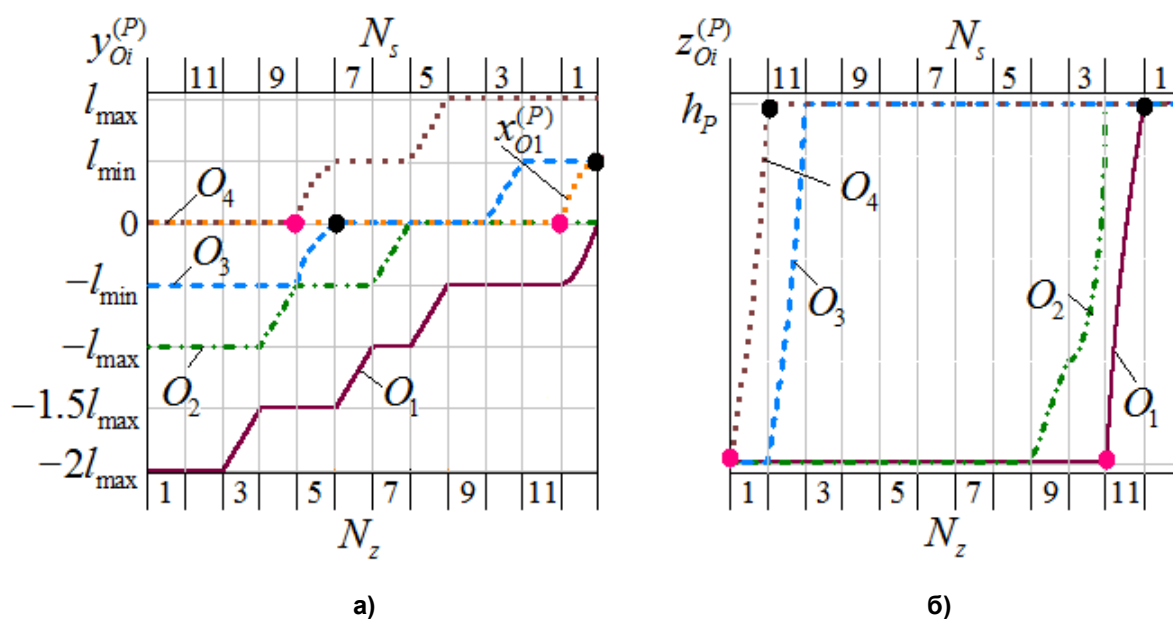 y_{Oi}^{(P)}
N_s
11 9 7 5 3 1
l_max
l_min
x_{O1}^{(P)}
O_4
0
O_3
-l_min
-l_max
O_2
O_1
-1.5l_max
-2l_max
1 3 5 7 9 11
N_z
а)
z_{Oi}^{(P)}
N_s
11 9 7 5 3 1
h_P
O_4
O_3
O_2
O_1
1 3 5 7 9 11
N_z
б)